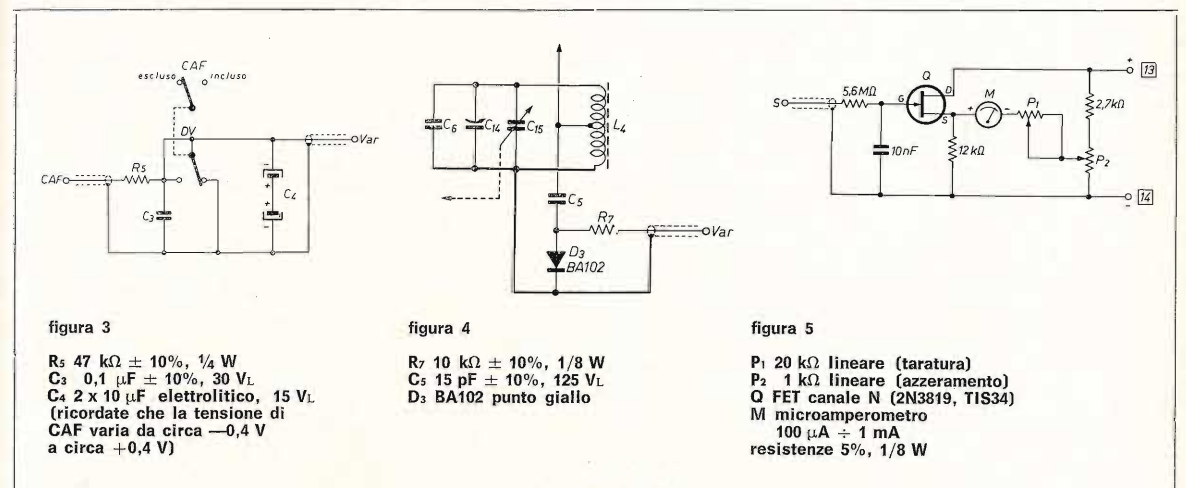 CAF
escluso incluso
DV
CAF
R5
C3
C4
Var
C6
C14
C15
L4
C5
R7
Var
D3
BA102
S
5,6MΩ
G
Q
D
S
M
P1
10nF
12kΩ
2,7kΩ
P2
+
-
+
13
-
14
figura 3
R5 47 kΩ ± 10%, ¼ W
C3 0,1 μF ± 10%, 30 VL
C4 2 x 10 μF elettrolitico, 15 VL
(ricordate che la tensione di
CAF varia da circa —0,4 V
a circa +0,4 V)
figura 4
R7 10 kΩ ± 10%, 1/8 W
C5 15 pF ± 10%, 125 VL
D3 BA102 punto giallo
figura 5
P1 20 kΩ lineare (taratura)
P2 1 kΩ lineare (azzeramento)
Q FET canale N (2N3819, TIS34)
M microamperometro
100 μA ÷ 1 mA
resistenze 5%, 1/8 W